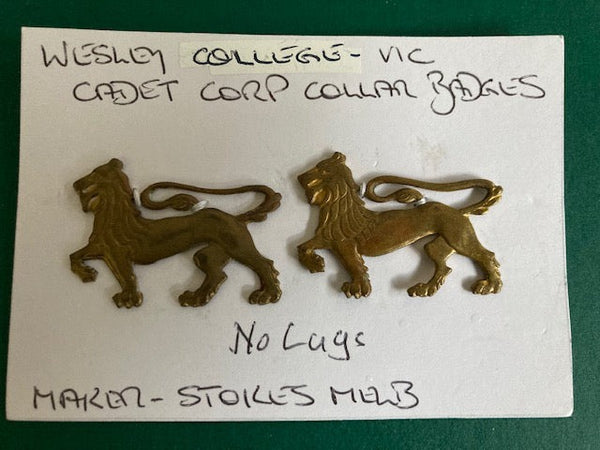 WESLEY COLLEGE - VIC
CADET CORP COLLAR BADGES
No Lugs
MAKER - STOKES MELB